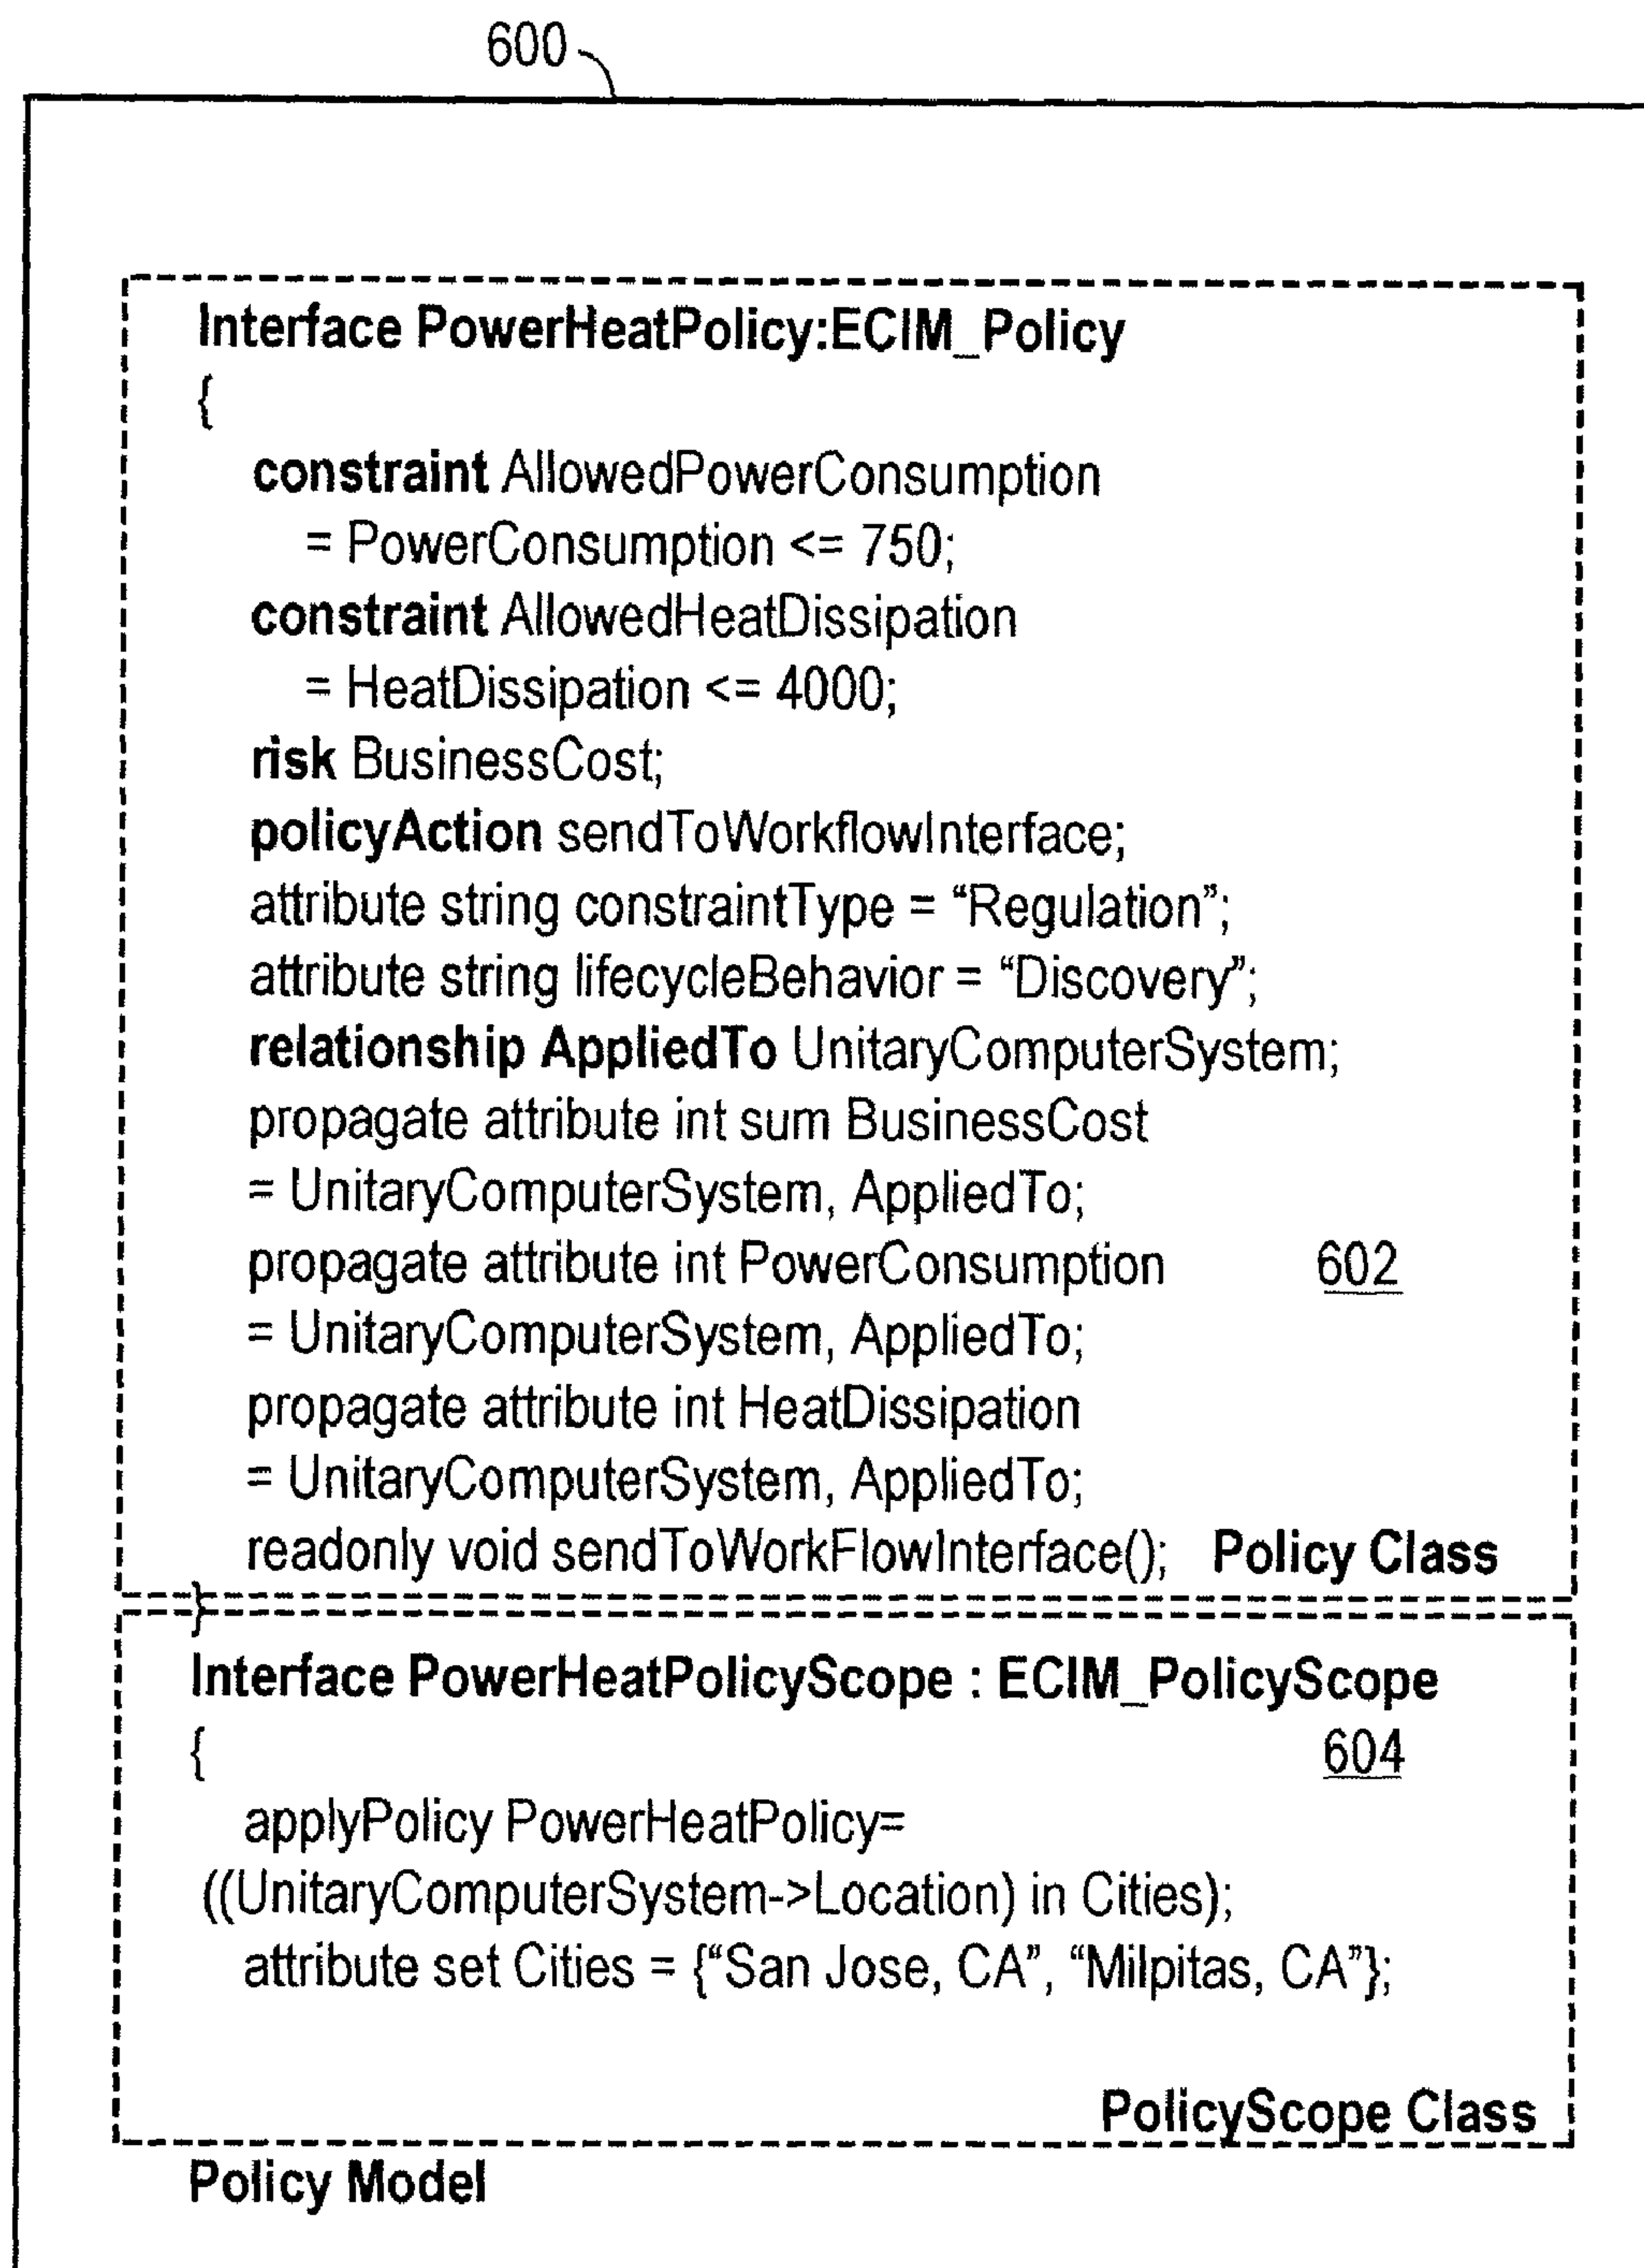 600
Interface PowerHeatPolicy:ECIM_Policy
{
constraint AllowedPowerConsumption
= PowerConsumption <= 750;
constraint AllowedHeatDissipation
= HeatDissipation <= 4000;
risk BusinessCost;
policyAction sendToWorkflowInterface;
attribute string constraintType = “Regulation”;
attribute string lifecycleBehavior = “Discovery”;
relationship AppliedTo UnitaryComputerSystem;
propagate attribute int sum BusinessCost
= UnitaryComputerSystem, AppliedTo;
propagate attribute int PowerConsumption 602
= UnitaryComputerSystem, AppliedTo;
propagate attribute int HeatDissipation
= UnitaryComputerSystem, AppliedTo;
readonly void sendToWorkFlowInterface(); Policy Class
}
Interface PowerHeatPolicyScope : ECIM_PolicyScope
{ 604
applyPolicy PowerHeatPolicy=
((UnitaryComputerSystem->Location) in Cities);
attribute set Cities = {“San Jose, CA”, “Milpitas, CA”};
PolicyScope Class
Policy Model